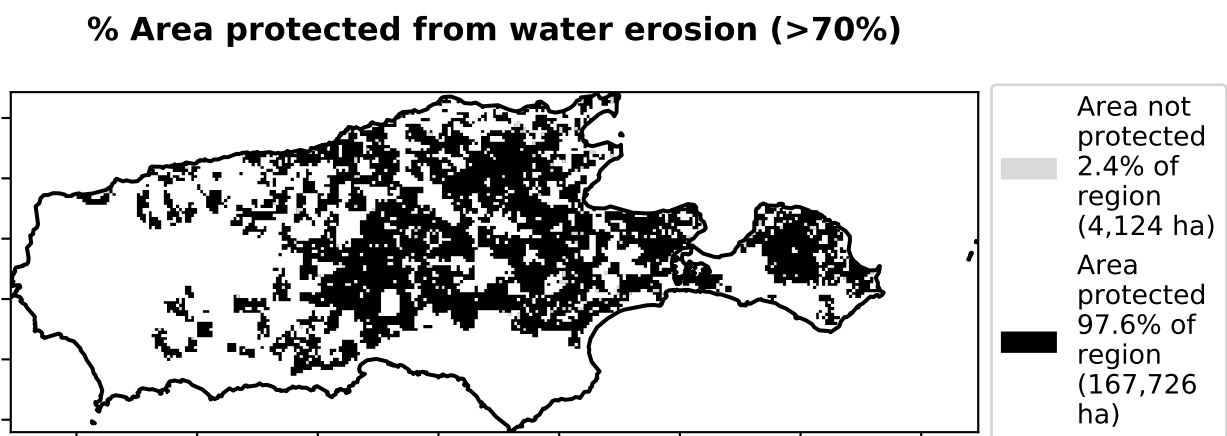 % Area protected from water erosion (>70%)
Area not
protected
2.4% of
region
(4,124 ha)
Area
protected
97.6% of
region
(167,726
ha)